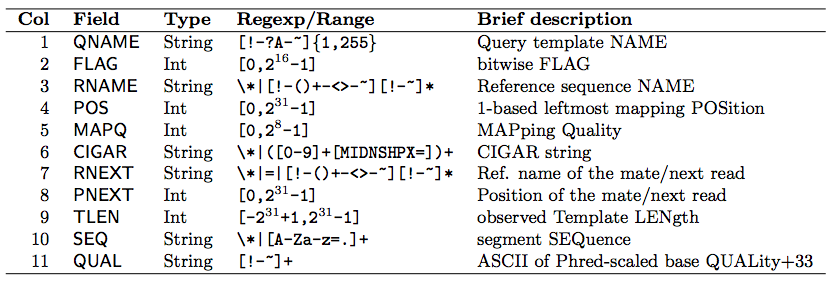 Col Field Type Regexp/Range Brief description
1 QNAME String [!-?A-~]{1,255} Query template NAME
2 FLAG Int [0,2^16-1] bitwise FLAG
3 RNAME String \*|[!-()+-<>-~][!-~]* Reference sequence NAME
4 POS Int [0,2^31-1] 1-based leftmost mapping POSition
5 MAPQ Int [0,2^8-1] MAPping Quality
6 CIGAR String \*|([0-9]+[MIDNSHPX=])+ CIGAR string
7 RNEXT String \*|=|[!-()+-<>-~][!-~]* Ref. name of the mate/next read
8 PNEXT Int [0,2^31-1] Position of the mate/next read
9 TLEN Int [-2^31+1,2^31-1] observed Template LENgth
10 SEQ String \*|[A-Za-z=.]+ segment SEQuence
11 QUAL String [!-~]+ ASCII of Phred-scaled base QUALity+33